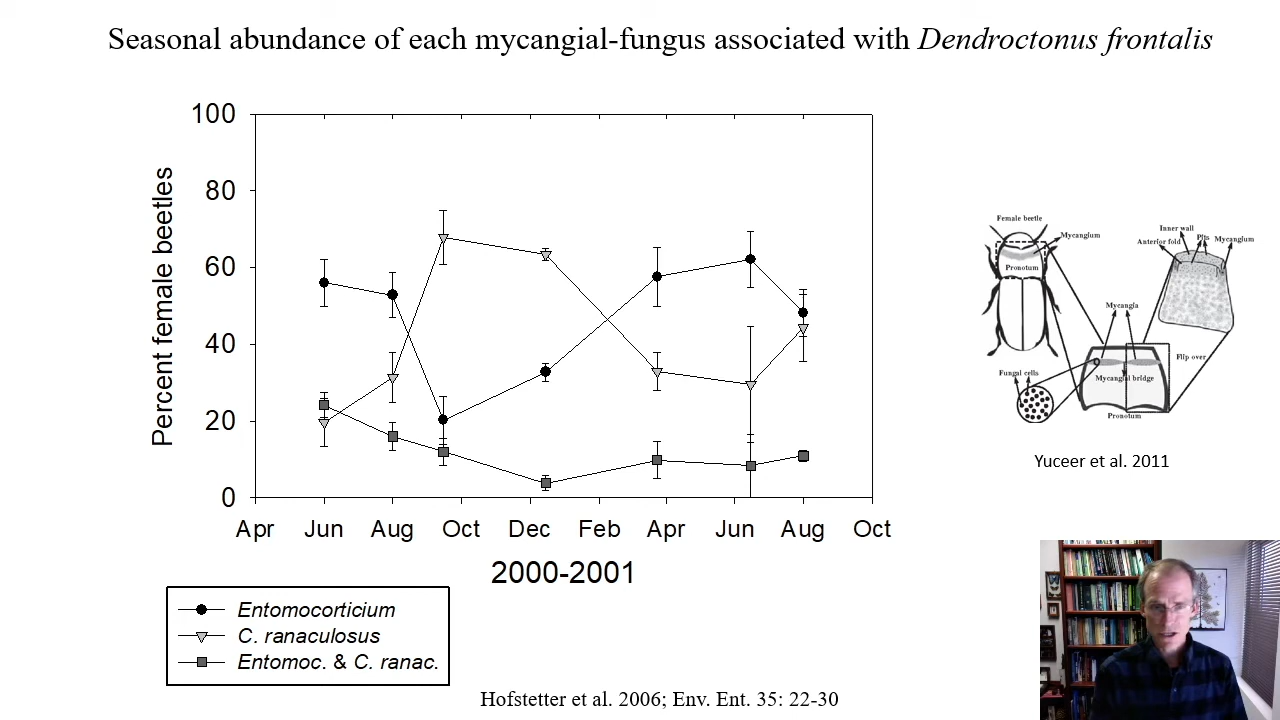 Seasonal abundance of each mycangial-fungus associated with Dendroctonus frontalis
100
80
60
40
20
0
Percent female beetles
Apr Jun Aug Oct Dec Feb Apr Jun Aug Oct
2000-2001
Entomocorticium
C. ranaculosus
Entomoc. & C. ranac.
Female beetle
Mycangium
Pronotum
Inner wall
Anterior fold
Pits
Mycangium
Mycangia
Flip over
Fungal cells
Mycangial bridge
Pronotum
Yuceer et al. 2011
Hofstetter et al. 2006; Env. Ent. 35: 22-30